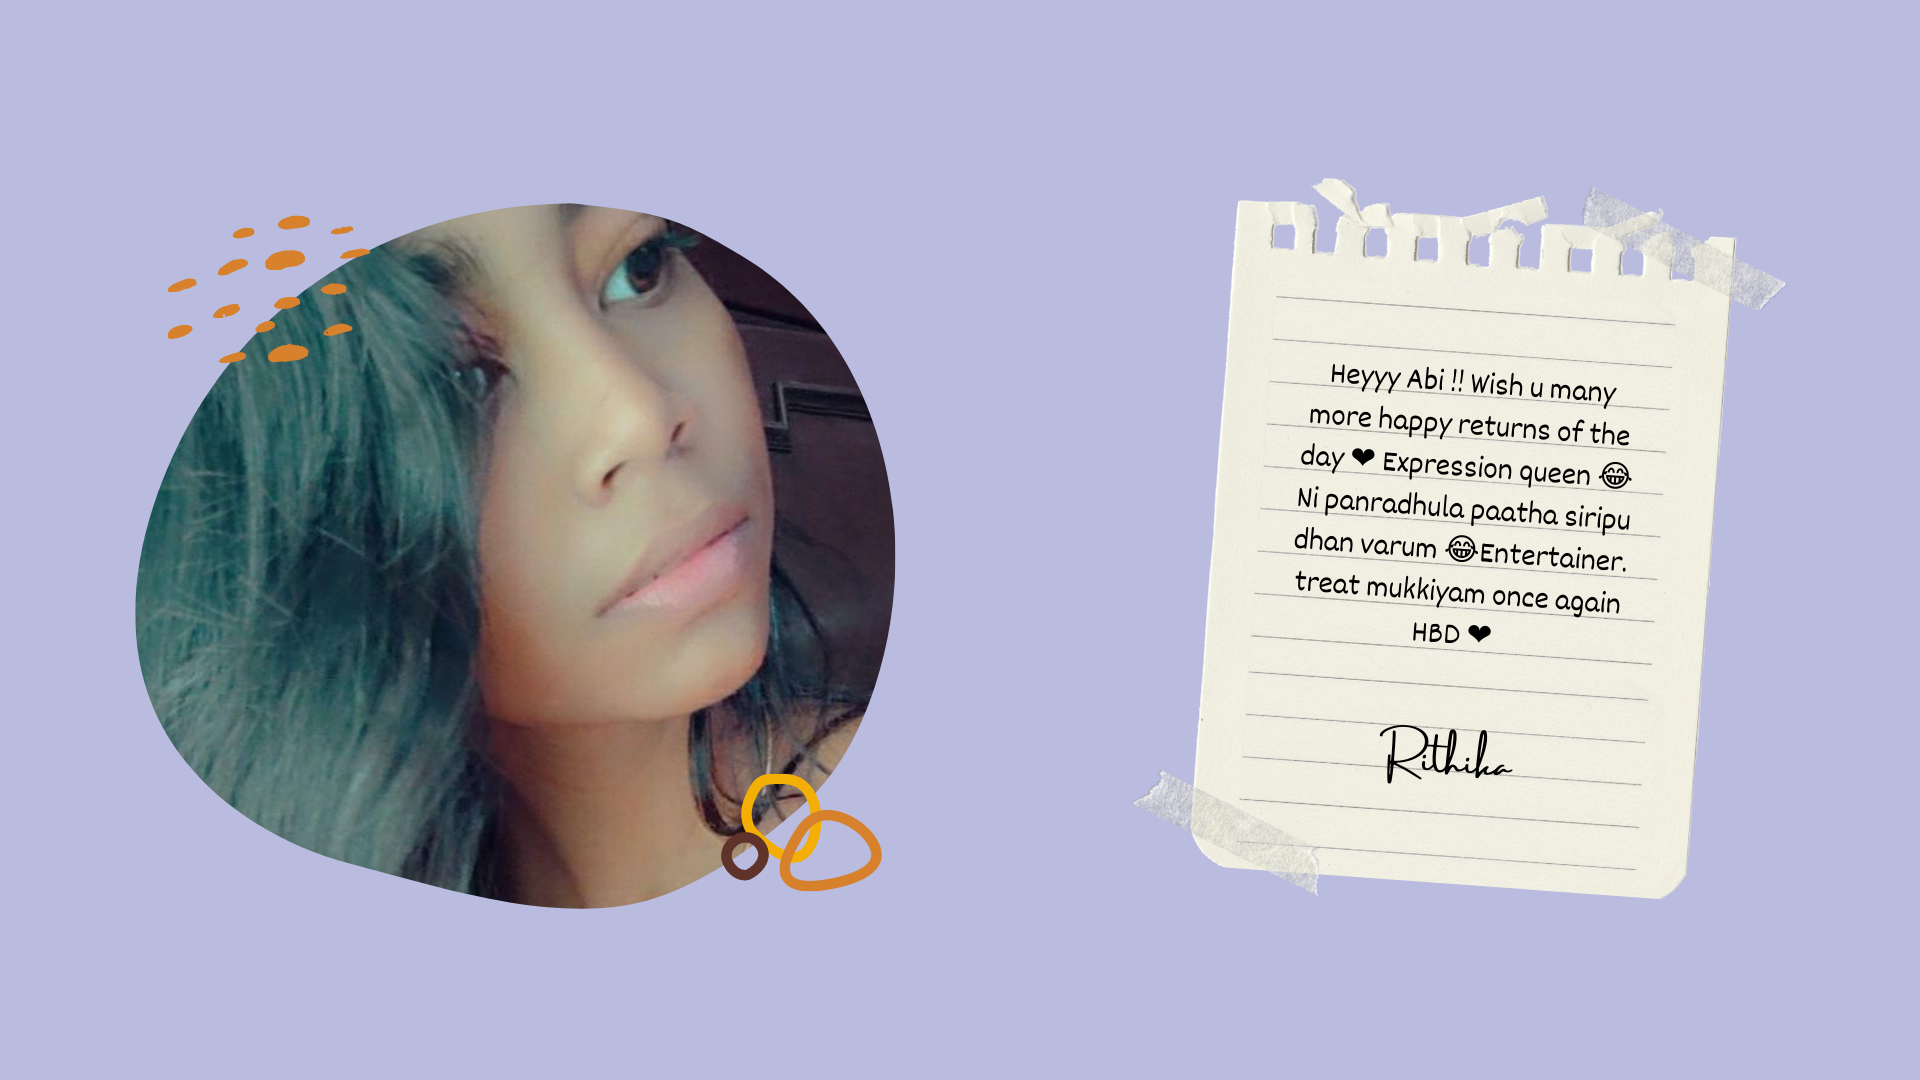 Heyyy Abi !! Wish u many
more happy returns of the
day ❤ Expression queen 😂
Ni panradhula paatha siripu
dhan varum 😂Entertainer.
treat mukkiyam once again
HBD ❤
Rithika